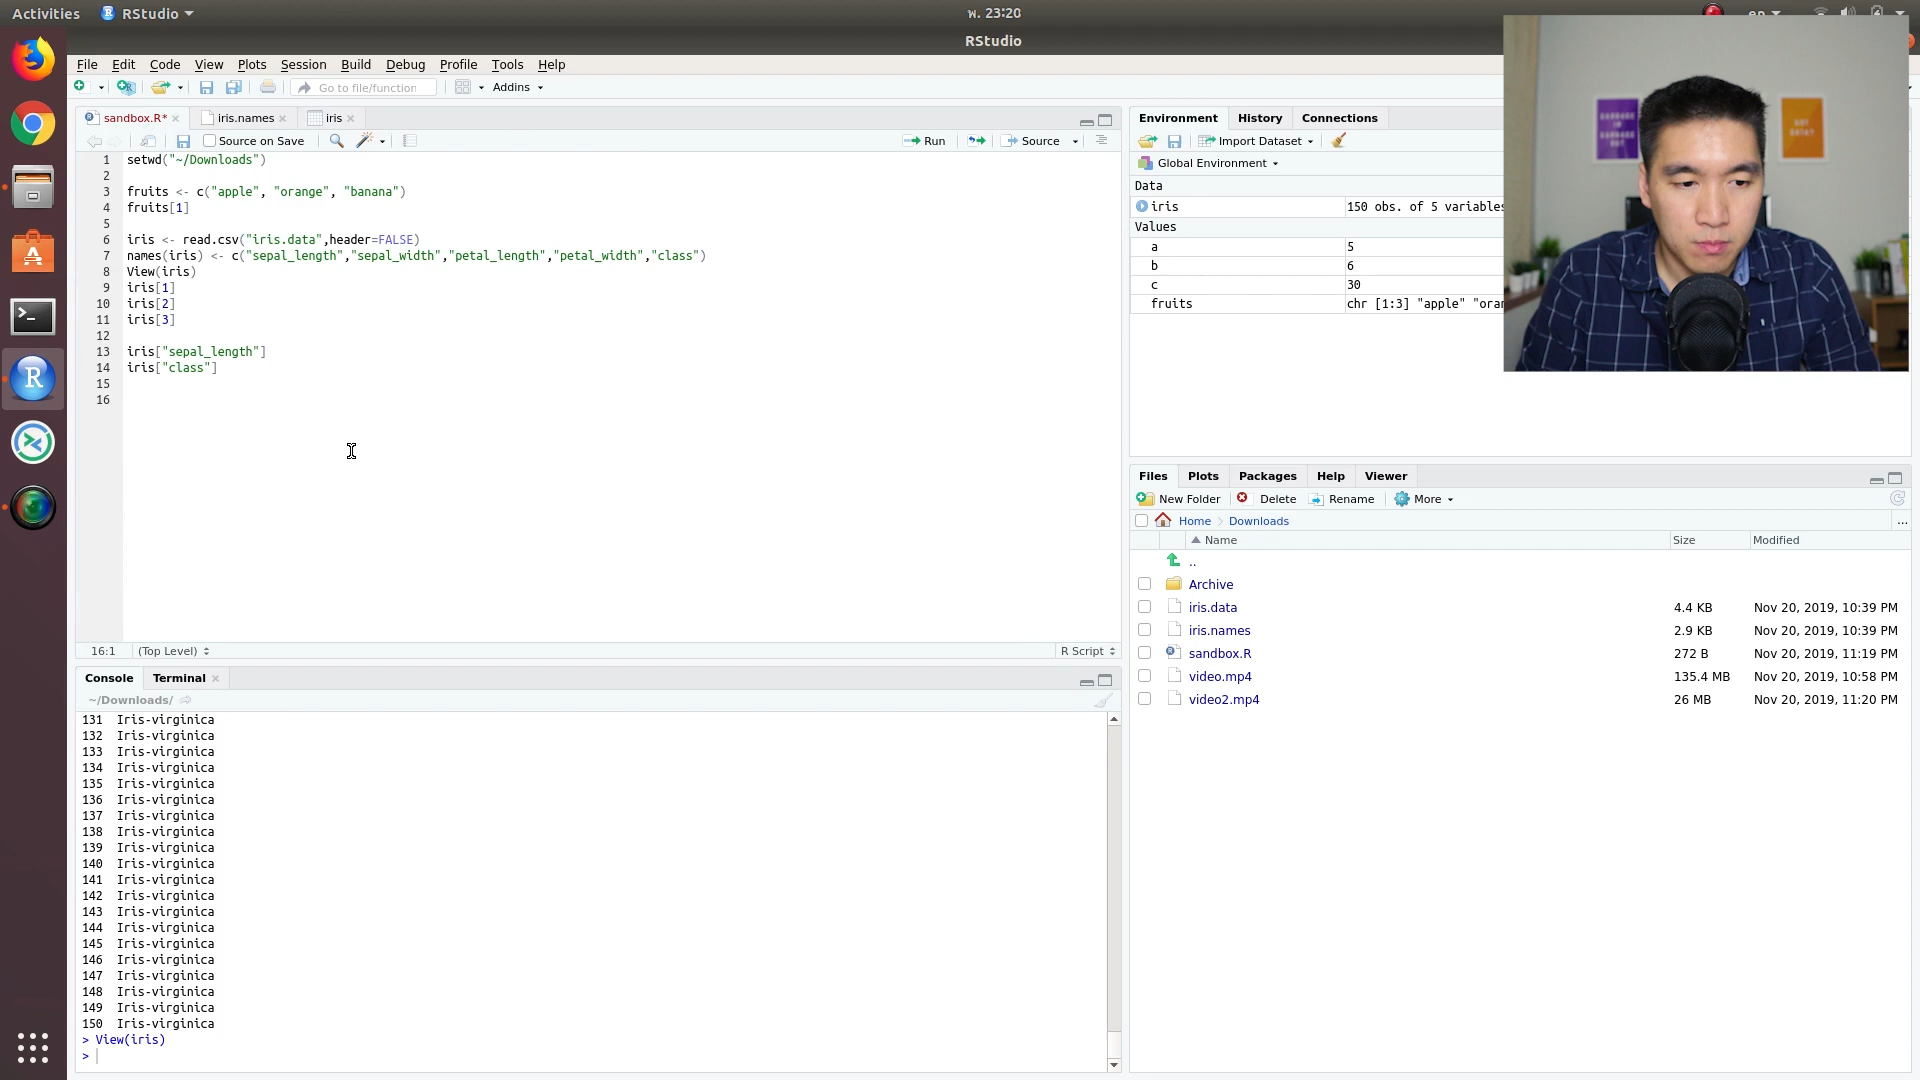 Activities RStudio พ. 23:20 en
RStudio
File Edit Code View Plots Session Build Debug Profile Tools Help
Go to file/function Addins
sandbox.R* iris.names iris
Source on Save Run Source
1 setwd("~/Downloads")
2
3 fruits <- c("apple", "orange", "banana")
4 fruits[1]
5
6 iris <- read.csv("iris.data",header=FALSE)
7 names(iris) <- c("sepal_length","sepal_width","petal_length","petal_width","class")
8 View(iris)
9 iris[1]
10 iris[2]
11 iris[3]
12
13 iris["sepal_length"]
14 iris["class"]
15
16
16:1 (Top Level) R Script
Console Terminal
~/Downloads/
131 Iris-virginica
132 Iris-virginica
133 Iris-virginica
134 Iris-virginica
135 Iris-virginica
136 Iris-virginica
137 Iris-virginica
138 Iris-virginica
139 Iris-virginica
140 Iris-virginica
141 Iris-virginica
142 Iris-virginica
143 Iris-virginica
144 Iris-virginica
145 Iris-virginica
146 Iris-virginica
147 Iris-virginica
148 Iris-virginica
149 Iris-virginica
150 Iris-virginica
> View(iris)
>
Environment History Connections
Import Dataset
Global Environment
Data
iris 150 obs. of 5 variables
Values
a 5
b 6
c 30
fruits chr [1:3] "apple" "oran
Files Plots Packages Help Viewer
New Folder Delete Rename More
Home Downloads ...
Name Size Modified
..
Archive
iris.data 4.4 KB Nov 20, 2019, 10:39 PM
iris.names 2.9 KB Nov 20, 2019, 10:39 PM
sandbox.R 272 B Nov 20, 2019, 11:19 PM
video.mp4 135.4 MB Nov 20, 2019, 10:58 PM
video2.mp4 26 MB Nov 20, 2019, 11:20 PM